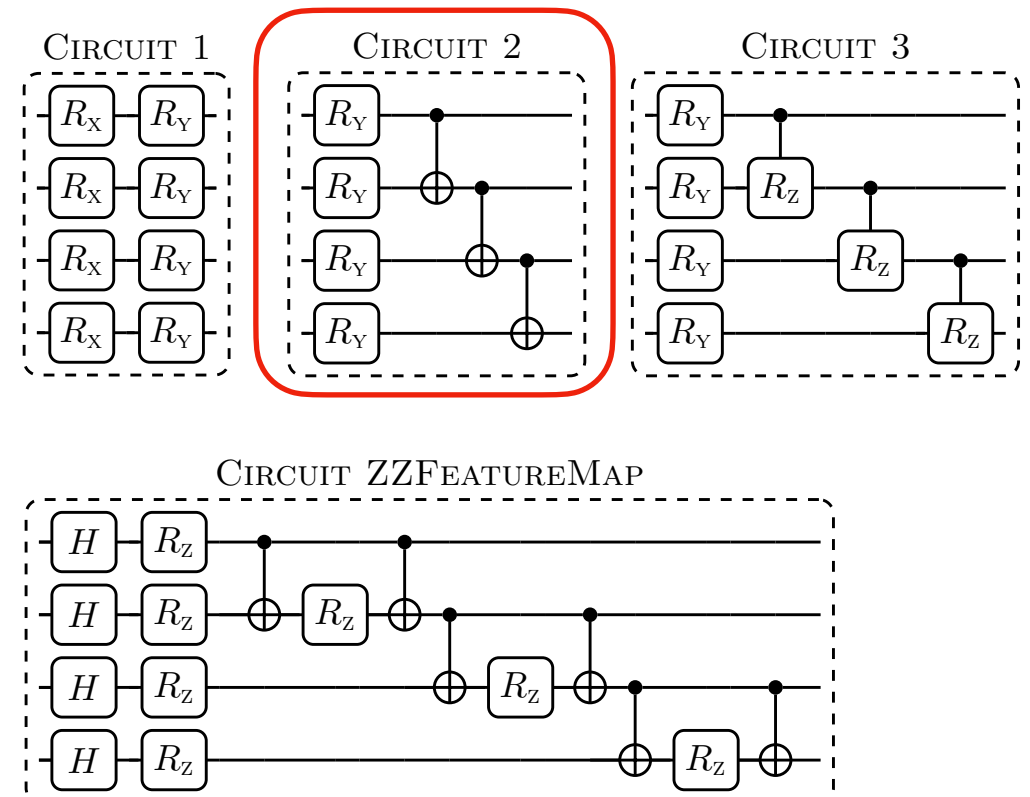 CIRCUIT 1 CIRCUIT 2 CIRCUIT 3
R_X R_Y R_Y R_Y
R_X R_Y R_Y R_Y R_Z
R_X R_Y R_Y R_Y R_Z
R_X R_Y R_Y R_Y R_Z
CIRCUIT ZZFEATUREMAP
H R_Z
H R_Z R_Z
H R_Z R_Z
H R_Z R_Z